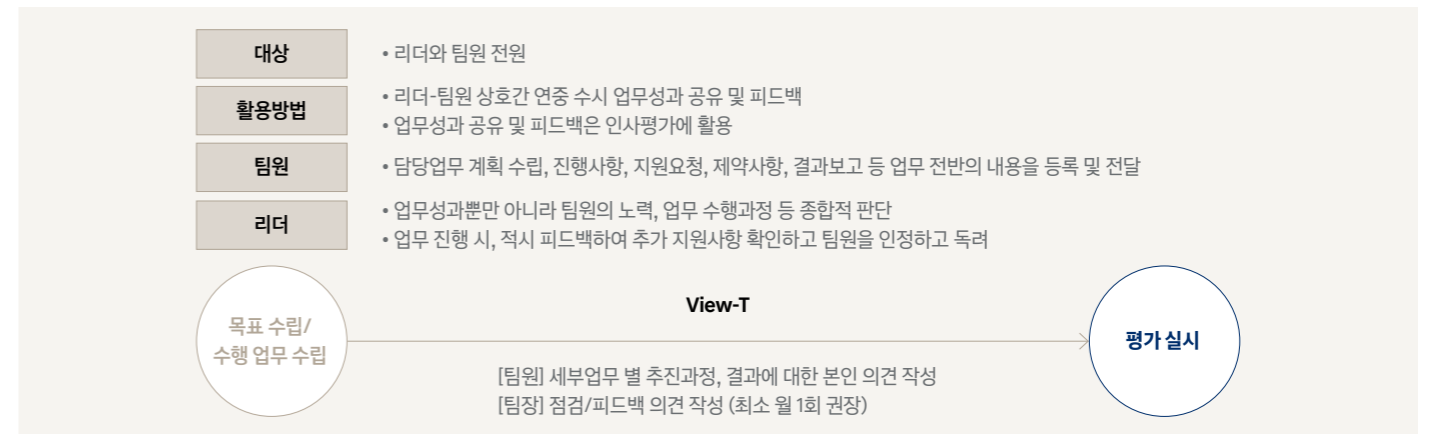 대상
• 리더와 팀원 전원
활용방법
• 리더-팀원 상호간 연중 수시 업무성과 공유 및 피드백
• 업무성과 공유 및 피드백은 인사평가에 활용
팀원
• 담당업무 계획 수립, 진행사항, 지원요청, 제약사항, 결과보고 등 업무 전반의 내용을 등록 및 전달
리더
• 업무성과뿐만 아니라 팀원의 노력, 업무 수행과정 등 종합적 판단
• 업무 진행 시, 적시 피드백하여 추가 지원사항 확인하고 팀원을 인정하고 독려
목표 수립/
수행 업무 수립
View-T
[팀원] 세부업무 별 추진과정, 결과에 대한 본인 의견 작성
[팀장] 점검/피드백 의견 작성 (최소 월 1회 권장)
평가 실시